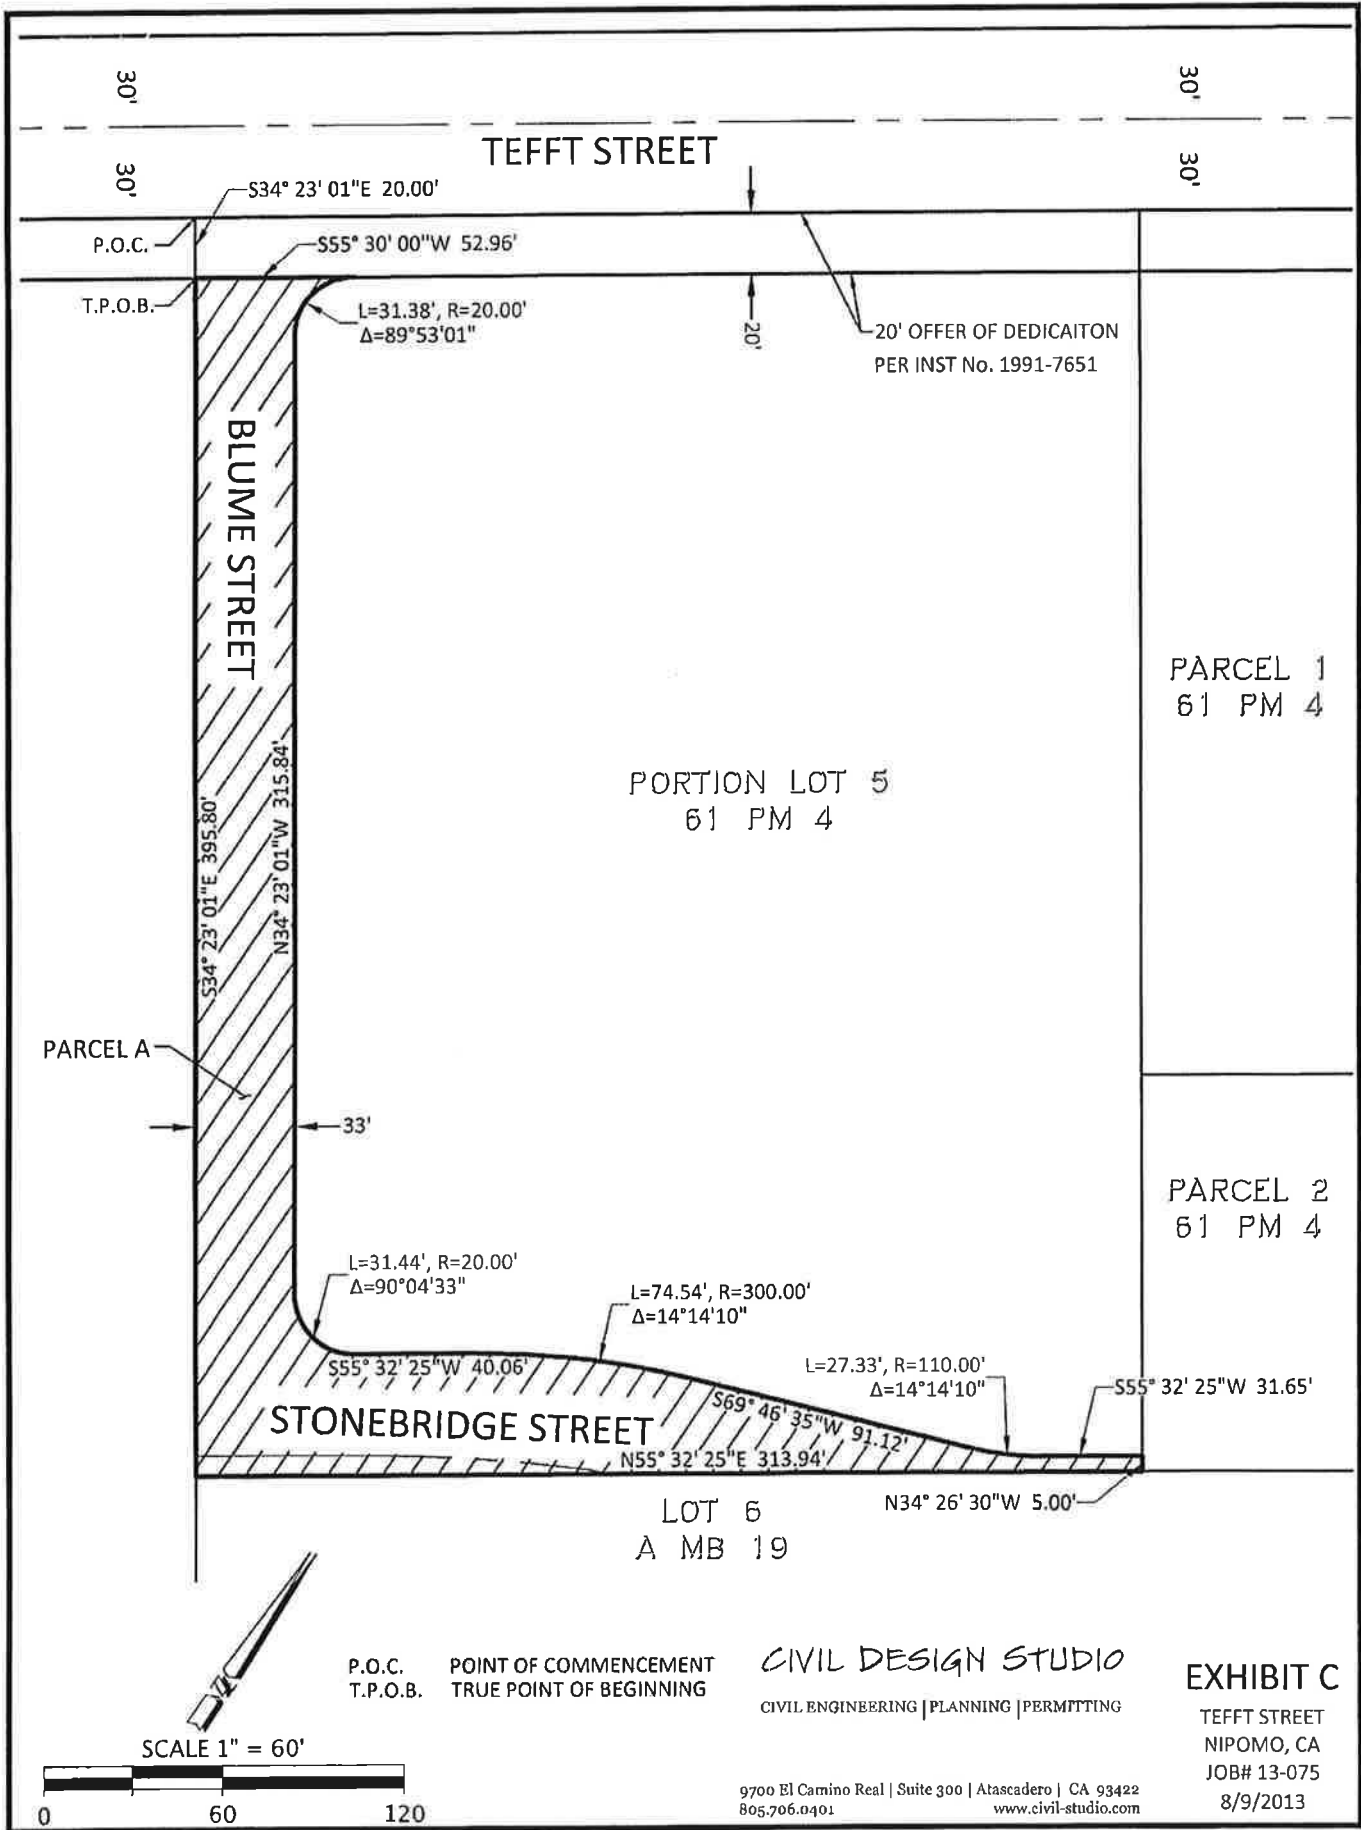 30'
30'
TEFFT STREET
30'
30'
S34° 23' 01"E 20.00'
P.O.C.
S55° 30' 00"W 52.96'
T.P.O.B.
L=31.38', R=20.00'
Δ=89°53'01"
20'
20' OFFER OF DEDICAITON
PER INST No. 1991-7651
BLUME STREET
PARCEL 1
61 PM 4
PORTION LOT 5
61 PM 4
S34° 23' 01"E 395.80'
N34° 23' 01"W 315.84'
PARCEL A
33'
PARCEL 2
61 PM 4
L=31.44', R=20.00'
Δ=90°04'33"
L=74.54', R=300.00'
Δ=14°14'10"
S55° 32' 25"W 40.06'
L=27.33', R=110.00'
Δ=14°14'10"
S55° 32' 25"W 31.65'
S69° 46' 35"W 91.12'
STONEBRIDGE STREET
N55° 32' 25"E 313.94'
N34° 26' 30"W 5.00'
LOT 6
A MB 19
P.O.C. POINT OF COMMENCEMENT
T.P.O.B. TRUE POINT OF BEGINNING
CIVIL DESIGN STUDIO
CIVIL ENGINEERING | PLANNING | PERMITTING
EXHIBIT C
TEFFT STREET
NIPOMO, CA
JOB# 13-075
8/9/2013
SCALE 1" = 60'
0 60 120
9700 El Camino Real | Suite 300 | Atascadero | CA 93422
805.706.0401 www.civil-studio.com